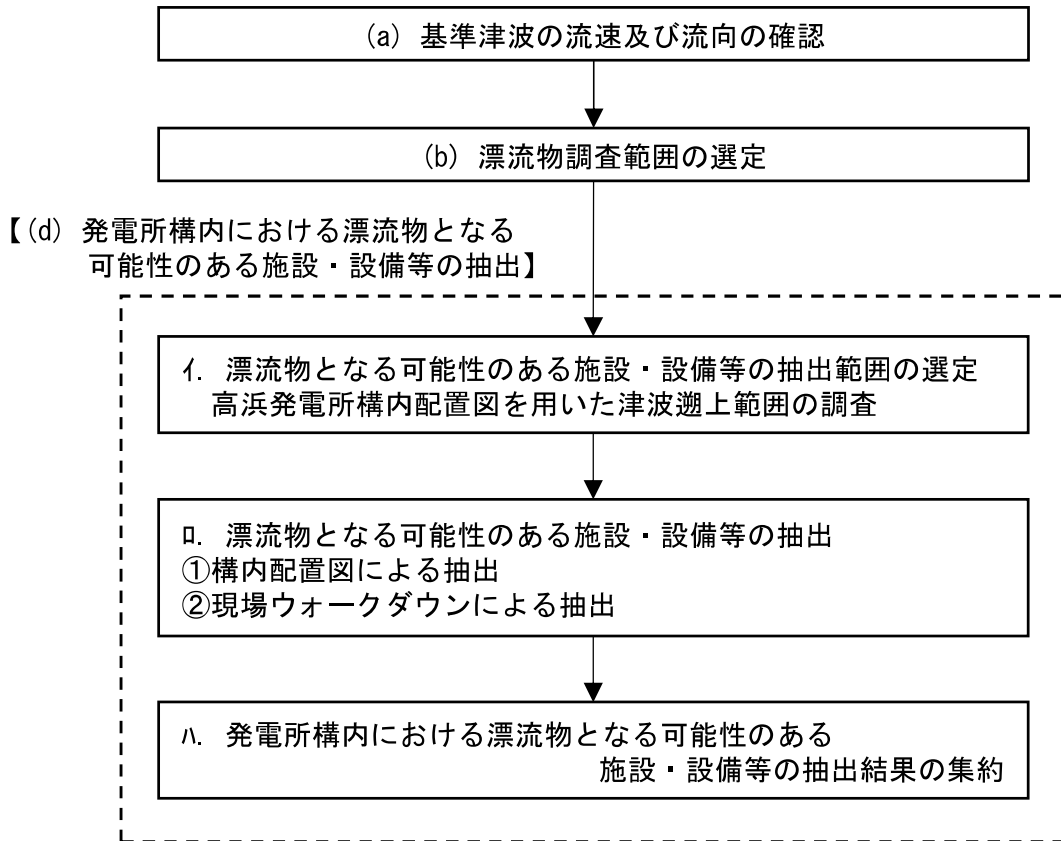 (a) 基準津波の流速及び流向の確認
(b) 漂流物調査範囲の選定
【(d) 発電所構内における漂流物となる
可能性のある施設・設備等の抽出】
ｲ. 漂流物となる可能性のある施設・設備等の抽出範囲の選定
高浜発電所構内配置図を用いた津波遡上範囲の調査
ﾛ. 漂流物となる可能性のある施設・設備等の抽出
①構内配置図による抽出
②現場ウォークダウンによる抽出
ﾊ. 発電所構内における漂流物となる可能性のある
施設・設備等の抽出結果の集約